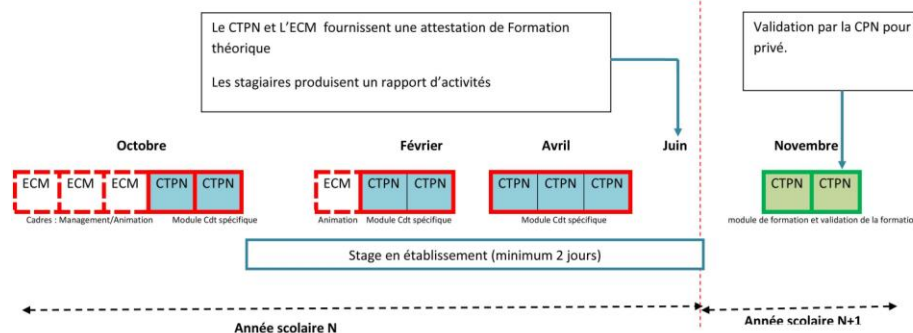 Le CTPN et L’ECM fournissent une attestation de Formation
théorique
Les stagiaires produisent un rapport d’activités
Validation par la CPN pour
privé.
Octobre
Février
Avril
Juin
Novembre
ECM ECM ECM CTPN CTPN
ECM CTPN CTPN
CTPN CTPN CTPN
CTPN CTPN
Cadres : Management/Animation
Module Cdt spécifique
Animation
Module Cdt spécifique
Module Cdt spécifique
module de formation et validation de la formatio
Stage en établissement (minimum 2 jours)
Année scolaire N
Année scolaire N+1